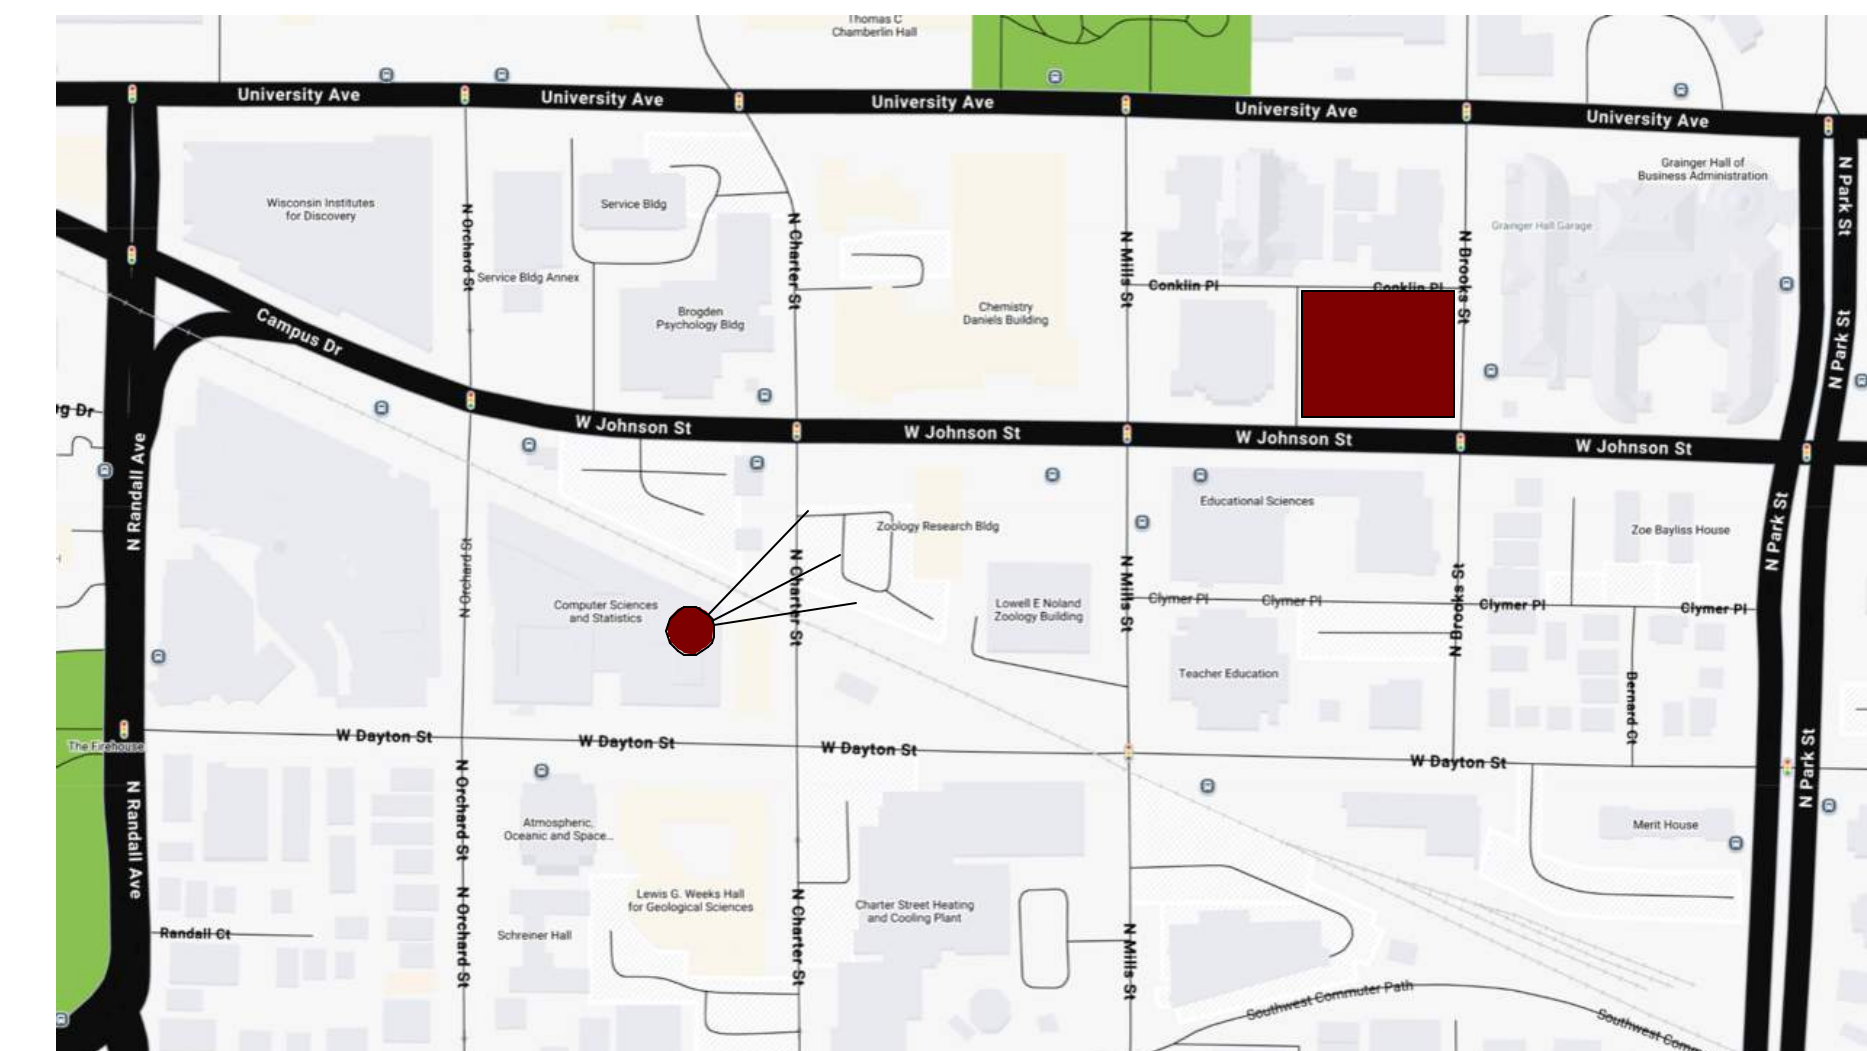 Thomas C
Chamberlin Hall
University Ave
University Ave
University Ave
University Ave
University Ave
Grainger Hall of
Business Administration
N Park St
Wisconsin Institutes
for Discovery
Service Bldg
N Orchard St
N Charter St
N Mills St
N Brooks St
Grainger Hall Garage
Service Bldg Annex
Conklin Pl
Conklin Pl
Brogden
Psychology Bldg
Chemistry
Daniels Building
Campus Dr
N Park St
W Johnson St
W Johnson St
W Johnson St
W Johnson St
N Randall Ave
Educational Sciences
Zoology Research Bldg
Zoe Bayliss House
N Park St
N Orchard St
N Charter St
N Mills St
N Brooks St
Computer Sciences
and Statistics
Lowell E Noland
Zoology Building
Clymer Pl
Clymer Pl
Clymer Pl
Clymer Pl
Teacher Education
Bernard Ct
The Firehouse
W Dayton St
W Dayton St
W Dayton St
W Dayton St
N Park St
N Randall Ave
N Orchard St
Atmospheric,
Oceanic and Space...
Merit House
Lewis G. Weeks Hall
for Geological Sciences
Charter Street Heating
and Cooling Plant
Randall Ct
Schreiner Hall
N Orchard St
N Charter St
N Mills St
Southwest Commuter Path
Southwest Comm